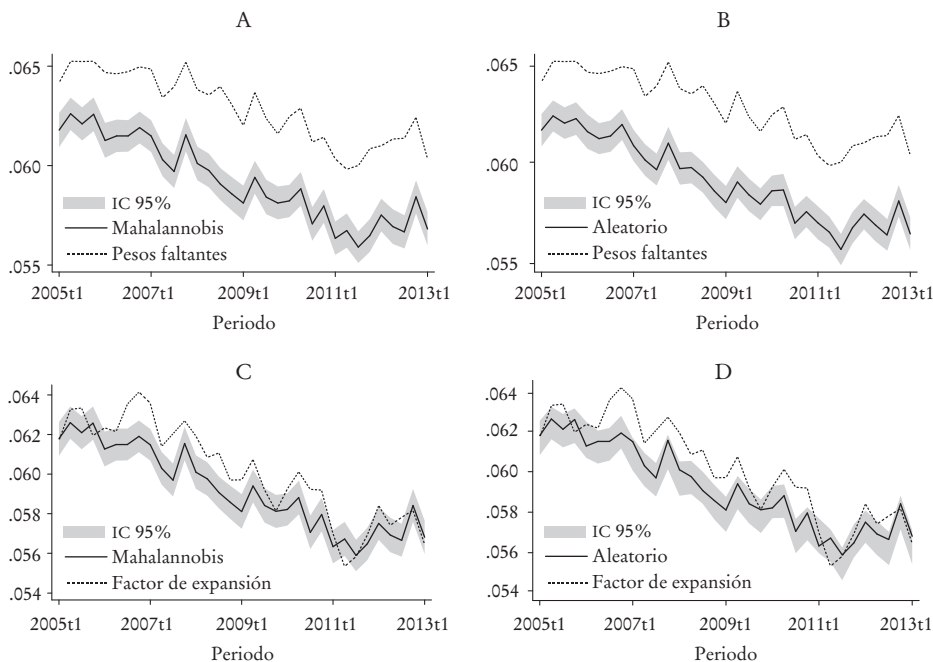 A
.065
.060
.055
IC 95%
Mahalannobis
Pesos faltantes
2005t1 2007t1 2009t1 2011t1 2013t1
Periodo
B
.065
.060
.055
IC 95%
Aleatorio
Pesos faltantes
2005t1 2007t1 2009t1 2011t1 2013t1
Periodo
C
.064
.062
.060
.058
.056
.054
IC 95%
Mahalannobis
Factor de expansión
2005t1 2007t1 2009t1 2011t1 2013t1
Periodo
D
.064
.062
.060
.058
.056
.054
IC 95%
Aleatorio
Factor de expansión
2005t1 2007t1 2009t1 2011t1 2013t1
Periodo